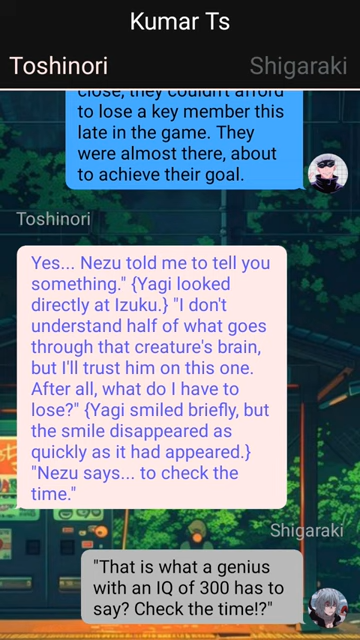 Kumar Ts
Toshinori
Shigaraki
close, they couldn't afford
to lose a key member this
late in the game. They
were almost there, about
to achieve their goal.
Toshinori
Yes... Nezu told me to tell you
something." {Yagi looked
directly at Izuku.} "I don't
understand half of what goes
through that creature's brain,
but I'll trust him on this one.
After all, what do I have to
lose?" {Yagi smiled briefly, but
the smile disappeared as
quickly as it had appeared.}
"Nezu says... to check the
time."
Shigaraki
"That is what a genius
with an IQ of 300 has to
say? Check the time!?"